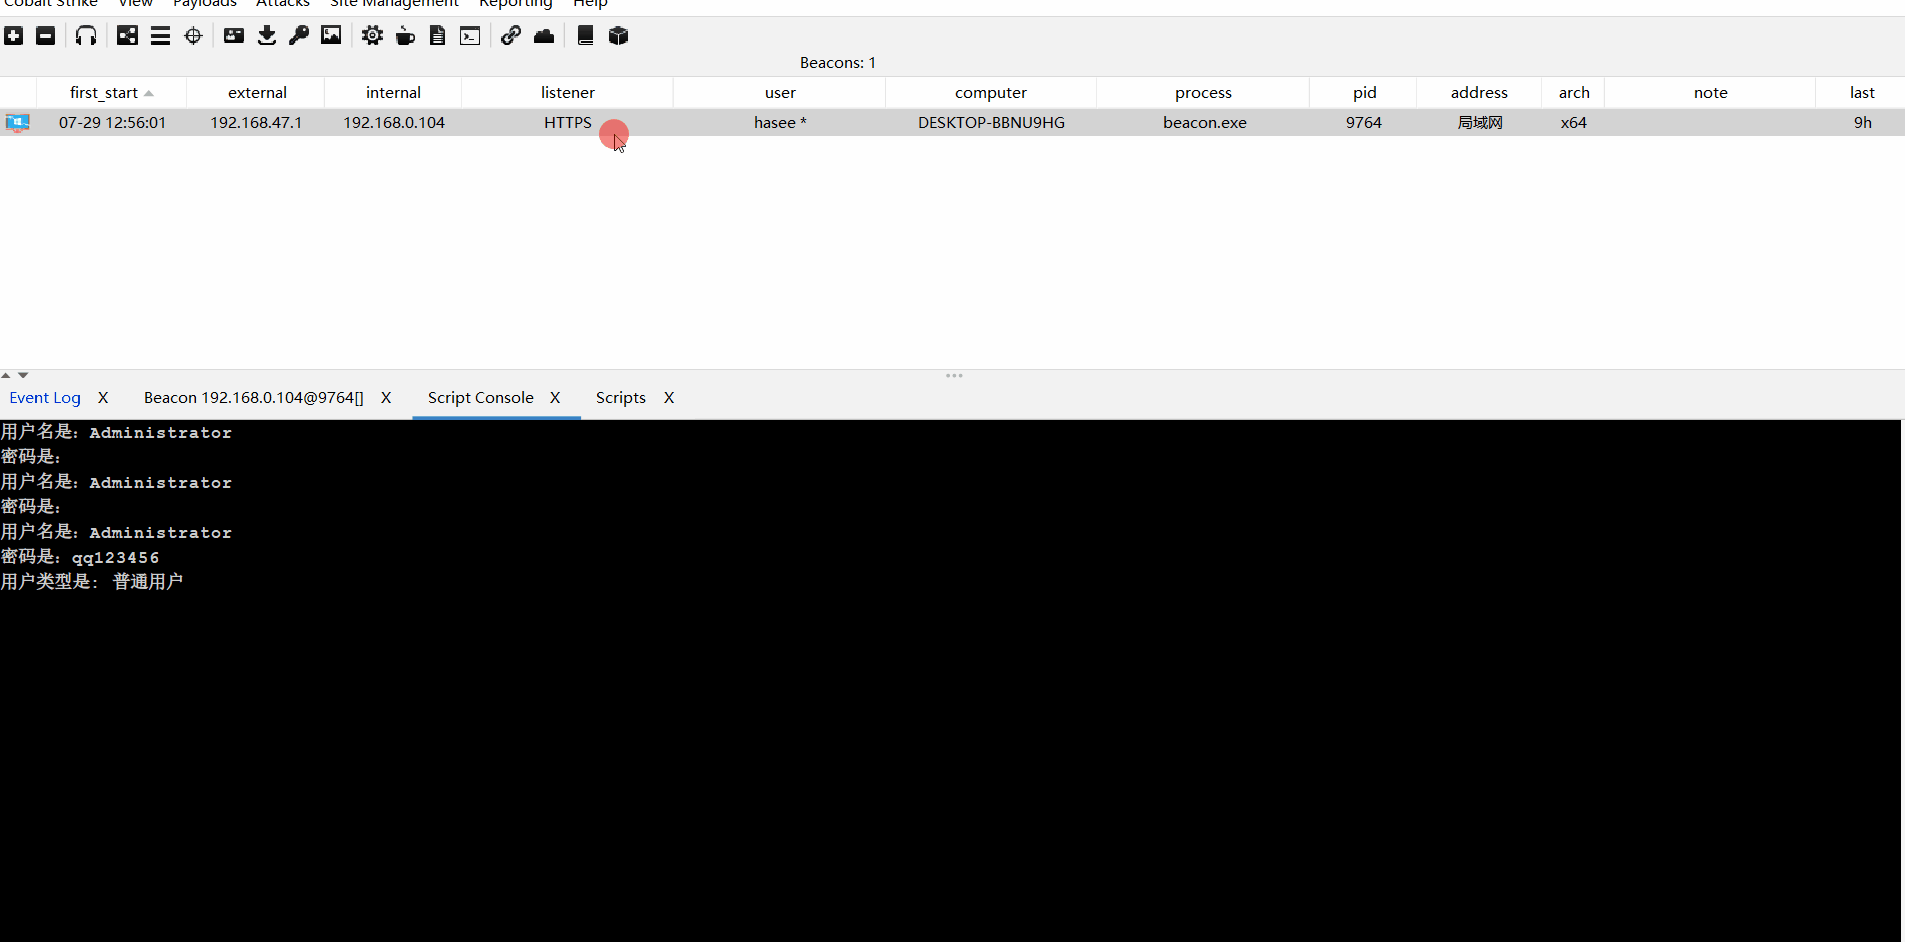 Cobalt Strike View Payloads Attacks Site Management Reporting Help
Beacons: 1
first_start external internal listener user computer process pid address arch note last
07-29 12:56:01 192.168.47.1 192.168.0.104 HTTPS hasee * DESKTOP-BBNU9HG beacon.exe 9764 局域网 x64 9h
Event Log X Beacon 192.168.0.104@9764[] X Script Console X Scripts X
用户名是：Administrator
密码是：
用户名是：Administrator
密码是：
用户名是：Administrator
密码是：qq123456
用户类型是: 普通用户